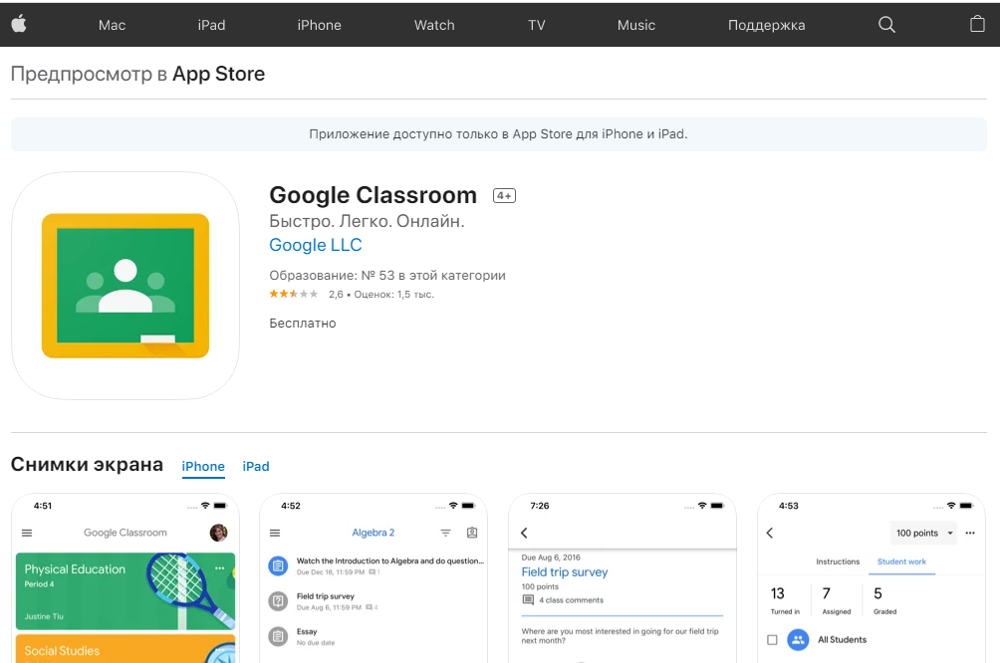 Mac iPad iPhone Watch TV Music Поддержка
Предпросмотр в App Store
Приложение доступно только в App Store для iPhone и iPad.
Google Classroom 4+
Быстро. Легко. Онлайн.
Google LLC
Образование: № 53 в этой категории
2,6 • Оценок: 1,5 тыс.
Бесплатно
Снимки экрана iPhone iPad
4:51
Google Classroom
Physical Education
Period 4
Justine Tiu
Social Studies
4:52
Algebra 2
Watch the Introduction to Algebra and do question...
Due Dec 16, 11:59 PM 1
Field trip survey
Due Aug 6, 11:59 PM 4
Essay
No due date
7:26
Due Aug 6, 2016
Field trip survey
100 points
4 class comments
Where are you most interested in going for our field trip
next month?
4:53
100 points
Instructions Student work
13 7 5
Turned in Assigned Graded
All Students